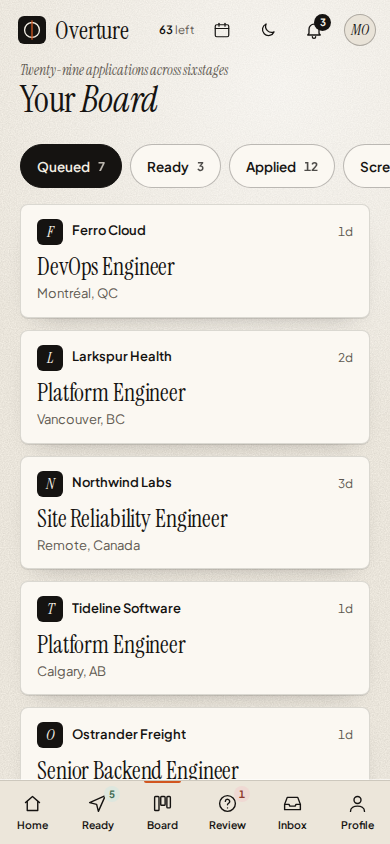 Overture
63 left
3
MO
Twenty-nine applications across six stages
Your Board
Queued 7
Ready 3
Applied 12
Scre
F Ferro Cloud 1d
DevOps Engineer
Montréal, QC
L Larkspur Health 2d
Platform Engineer
Vancouver, BC
N Northwind Labs 3d
Site Reliability Engineer
Remote, Canada
T Tideline Software 1d
Platform Engineer
Calgary, AB
O Ostrander Freight 1d
Senior Backend Engineer
5
1
Home
Ready
Board
Review
Inbox
Profile